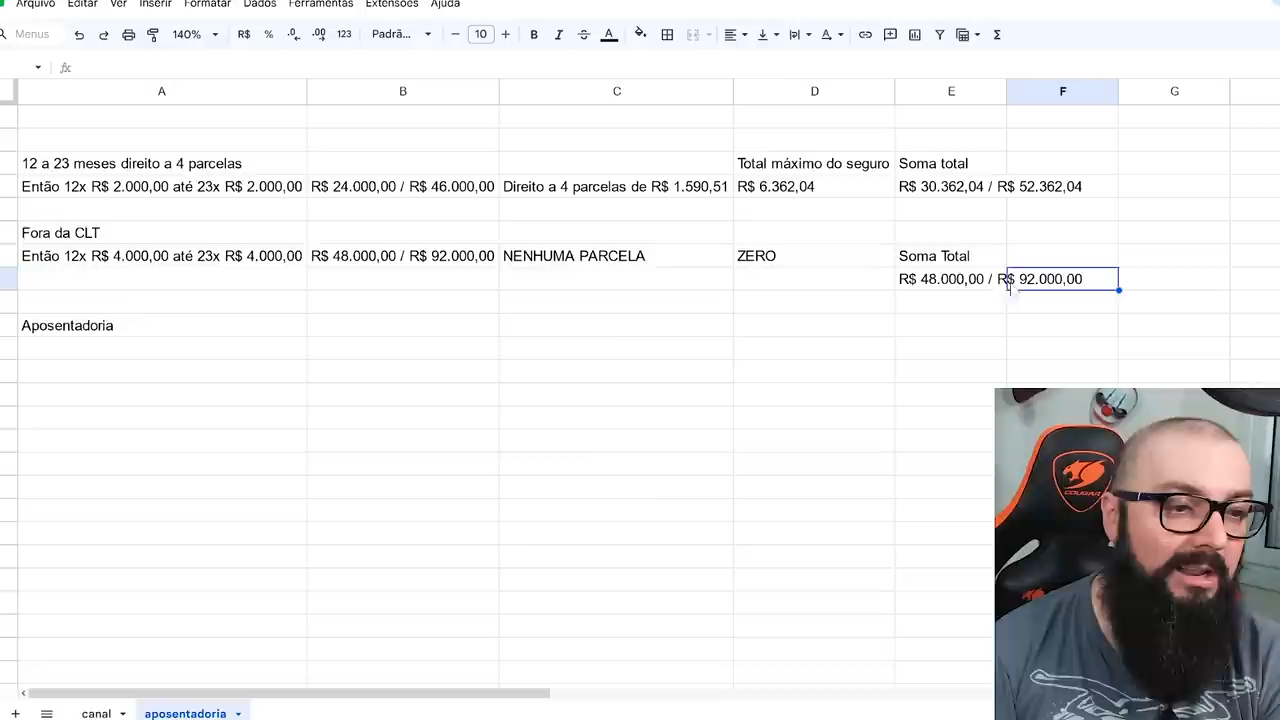 Arquivo Editar Ver Inserir Formatar Dados Ferramentas Extensões Ajuda
Menus 140% R$ % .0 .00 123 Padrã... 10 B I S A Σ
fx
A B C D E F G
12 a 23 meses direito a 4 parcelas Total máximo do seguro Soma total
Então 12x R$ 2.000,00 até 23x R$ 2.000,00 R$ 24.000,00 / R$ 46.000,00 Direito a 4 parcelas de R$ 1.590,51 R$ 6.362,04 R$ 30.362,04 / R$ 52.362,04
Fora da CLT
Então 12x R$ 4.000,00 até 23x R$ 4.000,00 R$ 48.000,00 / R$ 92.000,00 NENHUMA PARCELA ZERO Soma Total
R$ 48.000,00 / R$ 92.000,00
Aposentadoria
COUGAR
canal aposentadoria